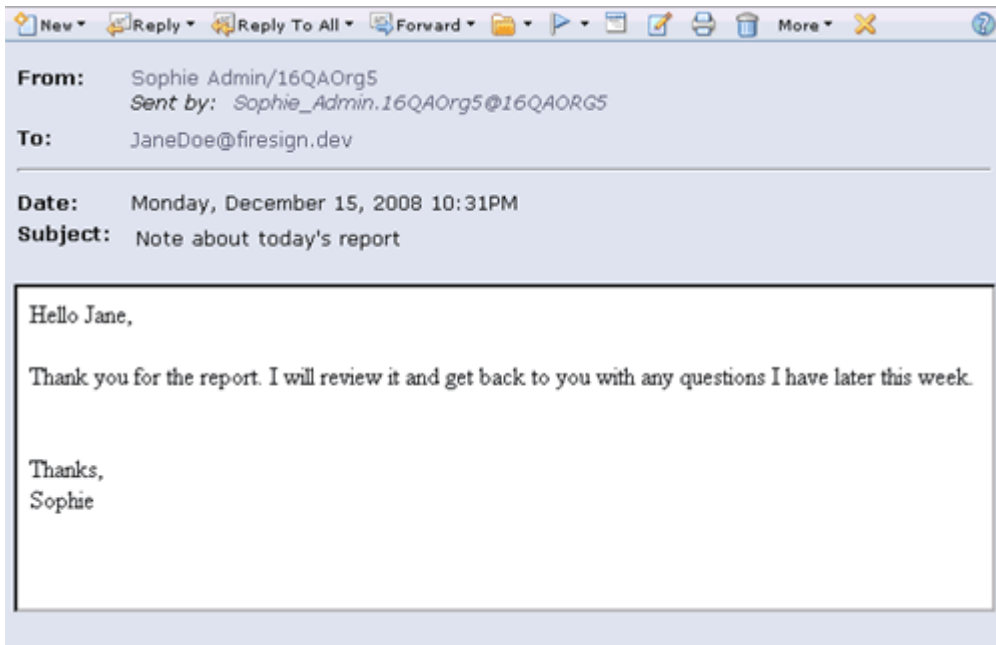 New Reply Reply To All Forward More
From: Sophie Admin/16QAOrg5
Sent by: Sophie_Admin.16QAOrg5@16QAORG5
To: JaneDoe@firesign.dev
Date: Monday, December 15, 2008 10:31PM
Subject: Note about today's report
Hello Jane,
Thank you for the report. I will review it and get back to you with any questions I have later this week.
Thanks,
Sophie